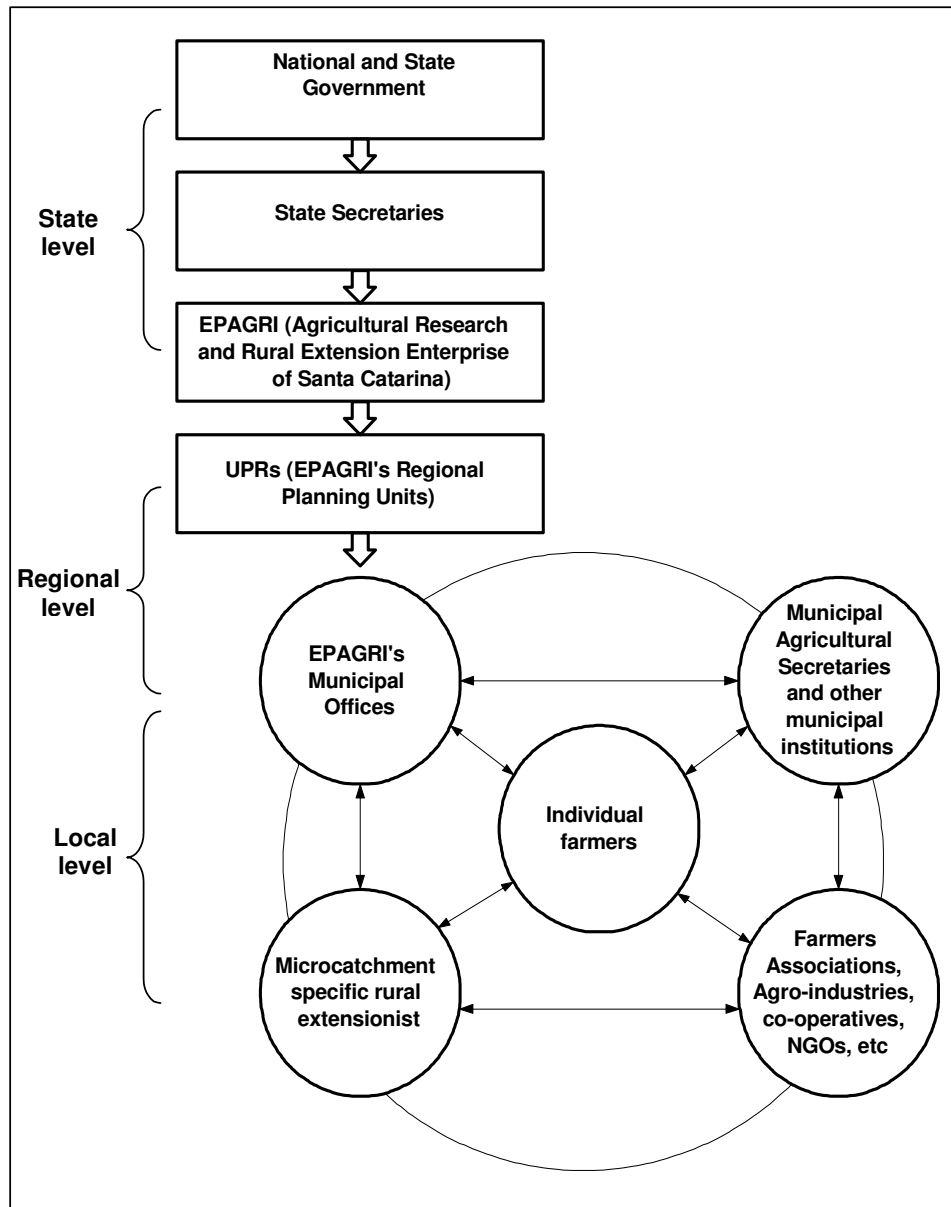 National and State
Government
State
level
State Secretaries
EPAGRI (Agricultural Research
and Rural Extension Enterprise
of Santa Catarina)
UPRs (EPAGRI's Regional
Planning Units)
Regional
level
EPAGRI's
Municipal
Offices
Municipal
Agricultural
Secretaries
and other
municipal
institutions
Individual
farmers
Local
level
Microcatchment
specific rural
extensionist
Farmers
Associations,
Agro-industries,
co-operatives,
NGOs, etc